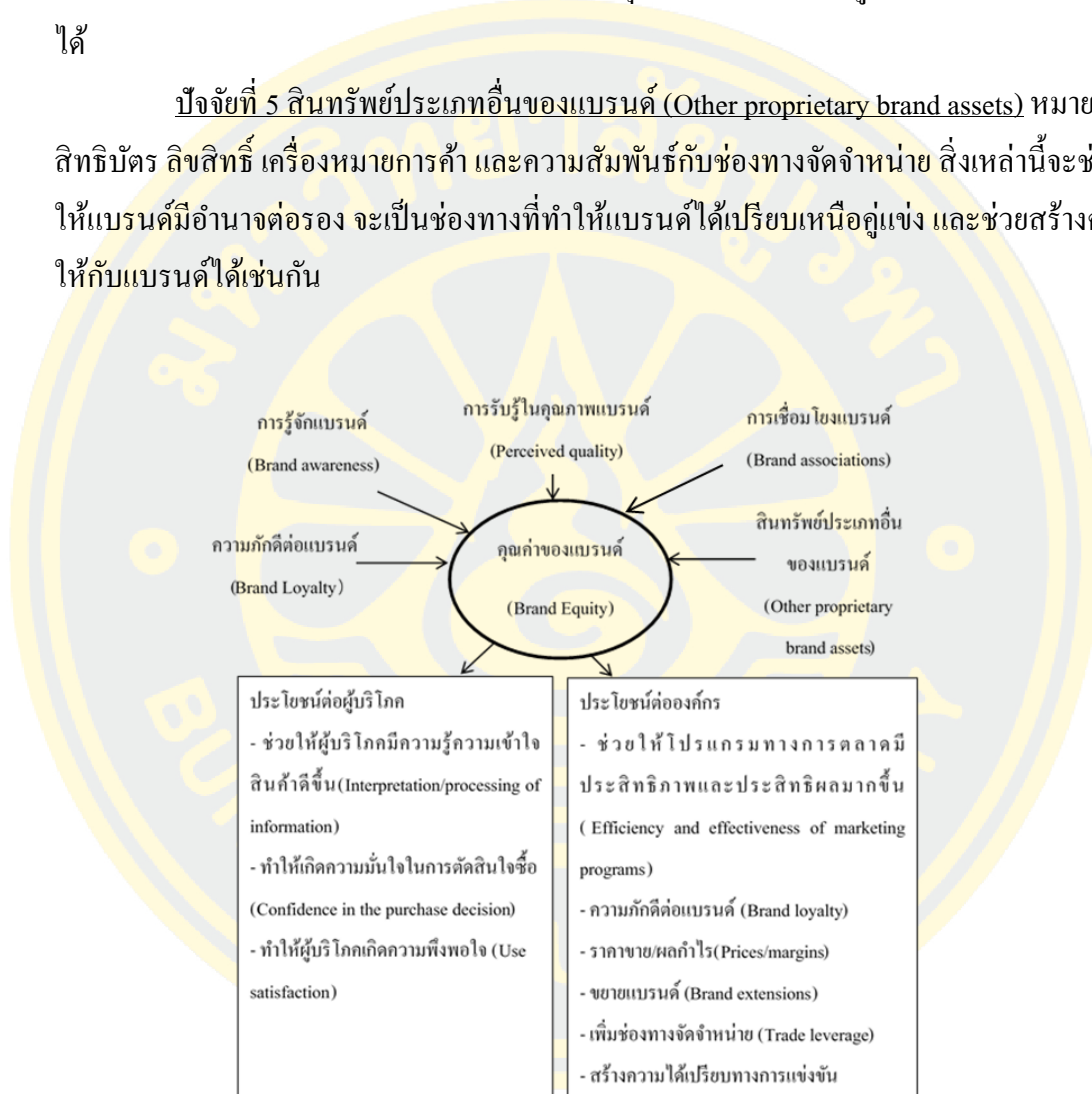 ได้
ปัจจัยที่ 5 สินทรัพย์ประเภทอื่นของแบรนด์ (Other proprietary brand assets) หมาย
สิทธิบัตร ลิขสิทธิ์ เครื่องหมายการค้า และความสัมพันธ์กับช่องทางจัดจำหน่าย สิ่งเหล่านี้จะช่
ให้แบรนด์มีอำนาจต่อรอง จะเป็นช่องทางที่ทำให้แบรนด์ได้เปรียบเหนือคู่แข่ง และช่วยสร้าง
ให้กับแบรนด์ได้เช่นกัน
การรู้จักแบรนด์
(Brand awareness)
การรับรู้ในคุณภาพแบรนด์
(Perceived quality)
การเชื่อมโยงแบรนด์
(Brand associations)
ความภักดีต่อแบรนด์
(Brand Loyalty)
คุณค่าของแบรนด์
(Brand Equity)
สินทรัพย์ประเภทอื่น
ของแบรนด์
(Other proprietary
brand assets)
ประโยชน์ต่อผู้บริโภค
- ช่วยให้ผู้บริโภคมีความรู้ความเข้าใจ
สินค้าดีขึ้น(Interpretation/processing of
information)
- ทำให้เกิดความมั่นใจในการตัดสินใจซื้อ
(Confidence in the purchase decision)
- ทำให้ผู้บริโภคเกิดความพึงพอใจ (Use
satisfaction)
ประโยชน์ต่อองค์กร
- ช่วยให้โปรแกรมทางการตลาดมี
ประสิทธิภาพและประสิทธิผลมากขึ้น
( Efficiency and effectiveness of marketing
programs)
- ความภักดีต่อแบรนด์ (Brand loyalty)
- ราคาขาย/ผลกำไร(Prices/margins)
- ขยายแบรนด์ (Brand extensions)
- เพิ่มช่องทางจัดจำหน่าย (Trade leverage)
- สร้างความได้เปรียบทางการแข่งขัน
มหาวิทยาลัยบูรพา